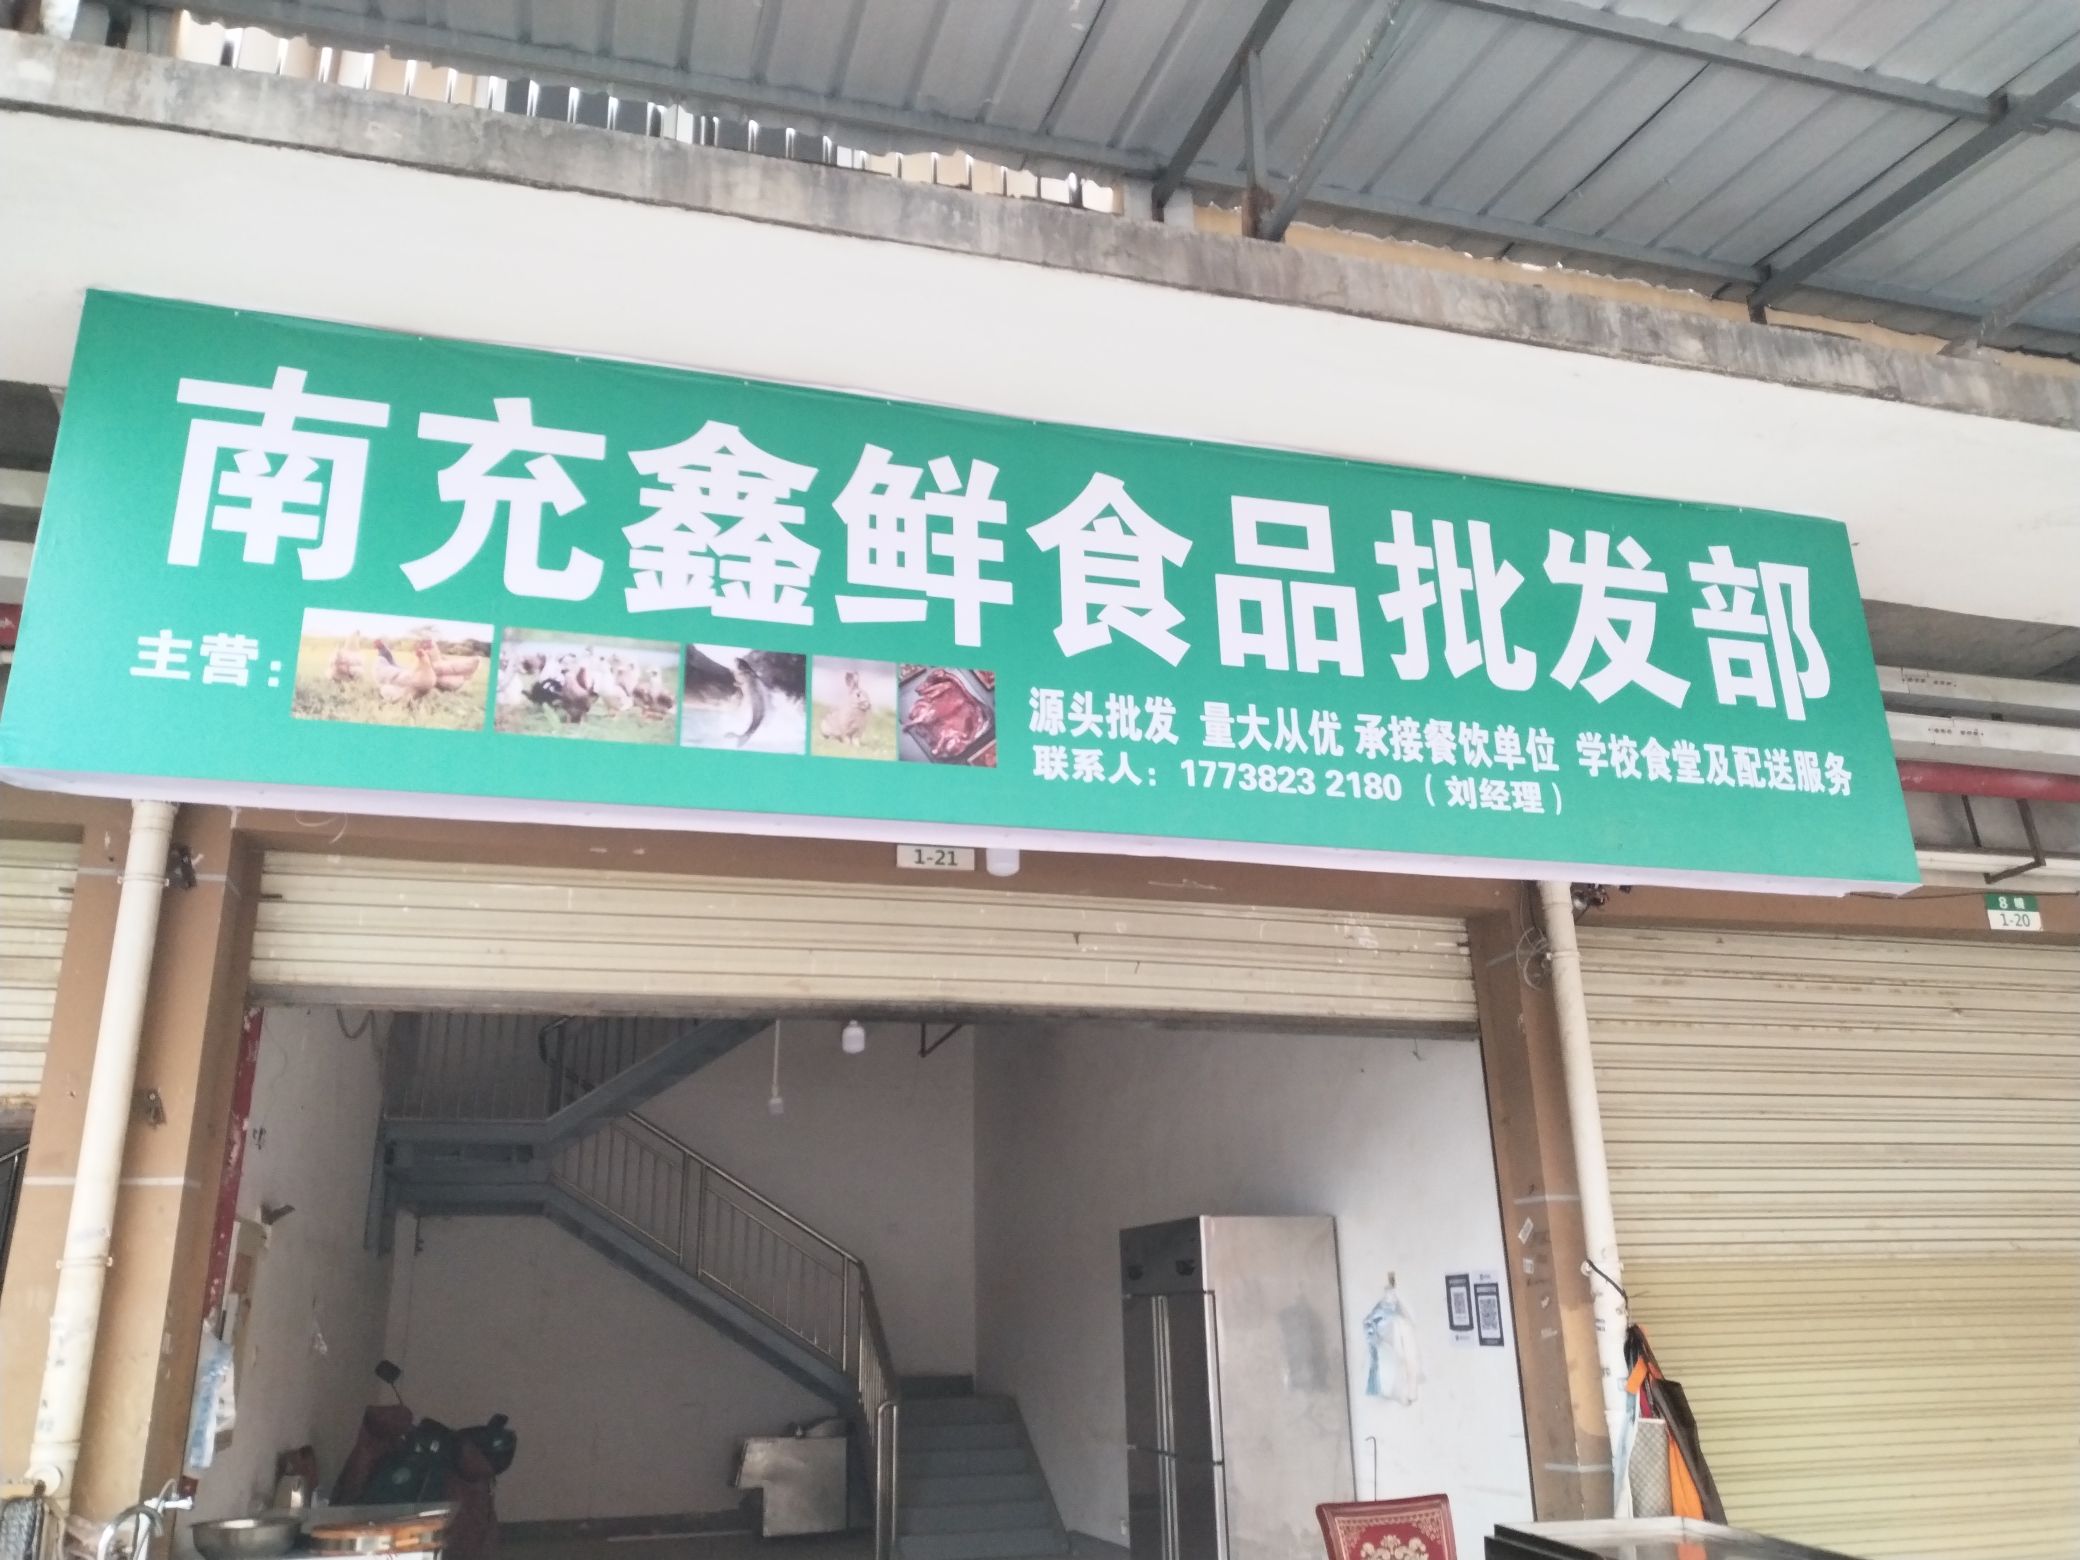 南充鑫鲜食品批发部
主营：
源头批发 量大从优 承接餐饮单位 学校食堂及配送服务
联系人：1773823 2180（刘经理）
1-21
8幢
1-20